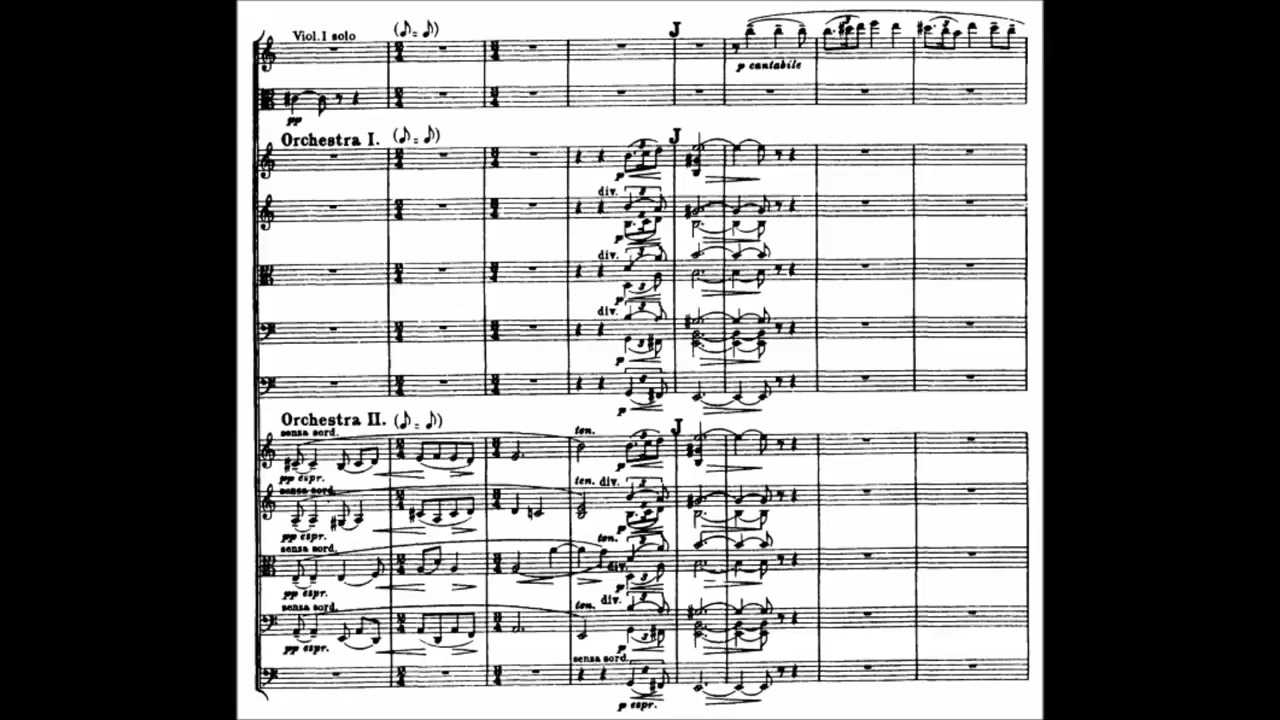 Viol. I solo
J
p cantabile
pp
Orchestra I.
J
p
div.
p
div.
p
div.
p
p
Orchestra II.
J
senza sord.
ten.
pp espr.
p
senza sord.
ten. div.
pp espr.
p
senza sord.
ten.
div.
pp espr.
p
senza sord.
ten. div.
pp espr.
p
senza sord.
p espr.